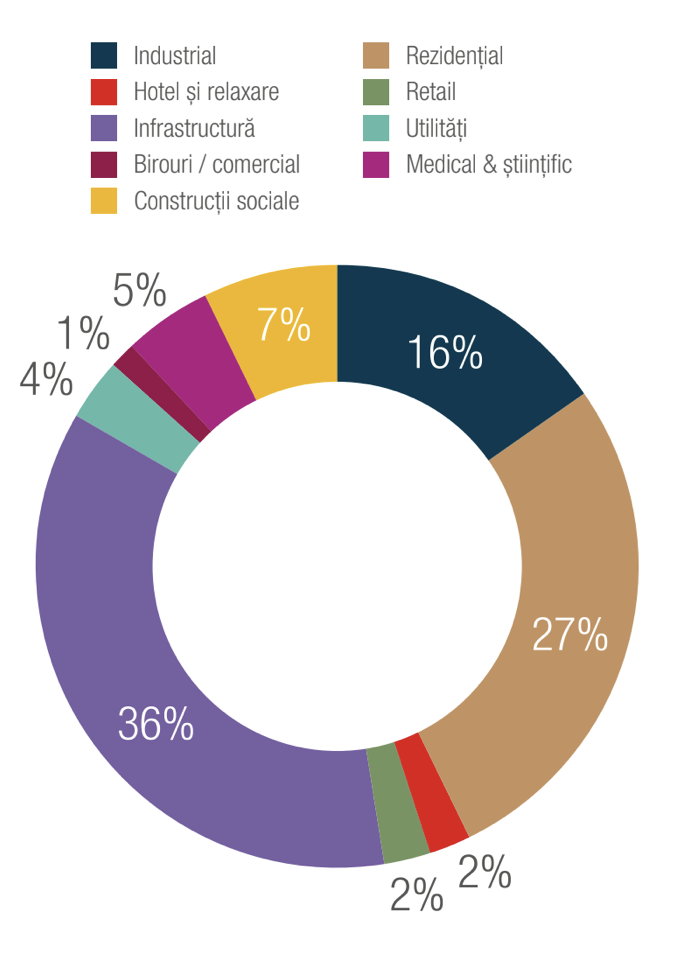 Industrial
Rezidențial
Hotel și relaxare
Retail
Infrastructură
Utilități
Birouri / comercial
Medical & științific
Construcții sociale
5%
7%
1%
16%
4%
27%
36%
2%
2%